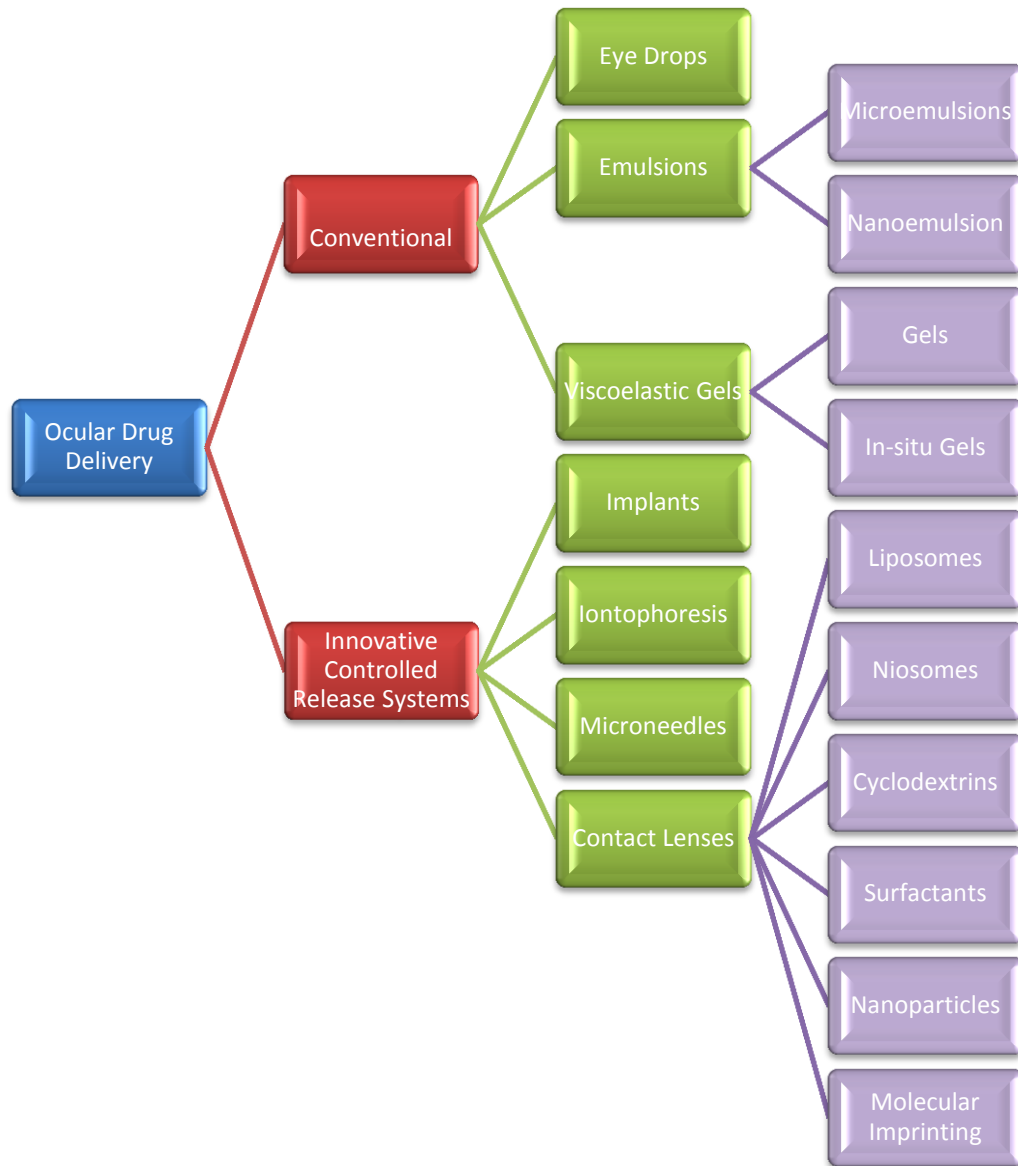 Eye Drops
Microemulsions
Emulsions
Conventional
Nanoemulsion
Gels
Viscoelastic Gels
Ocular Drug
Delivery
In-situ Gels
Implants
Liposomes
Iontophoresis
Innovative
Controlled
Release Systems
Niosomes
Microneedles
Cyclodextrins
Contact Lenses
Surfactants
Nanoparticles
Molecular
Imprinting